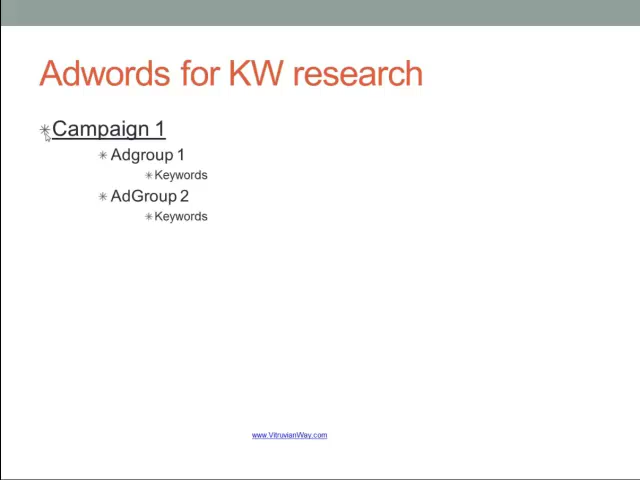 Adwords for KW research
Campaign 1
Adgroup 1
Keywords
AdGroup 2
Keywords
www.VitruvianWay.com